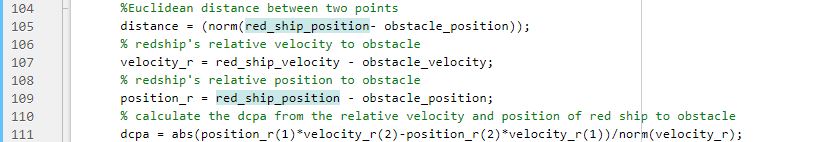 104 %Euclidean distance between two points
105 distance = (norm(red_ship_position- obstacle_position));
106 % redship's relative velocity to obstacle
107 velocity_r = red_ship_velocity - obstacle_velocity;
108 % redship's relative position to obstacle
109 position_r = red_ship_position - obstacle_position;
110 % calculate the dcpa from the relative velocity and position of red ship to obstacle
111 dcpa = abs(position_r(1)*velocity_r(2)-position_r(2)*velocity_r(1))/norm(velocity_r);